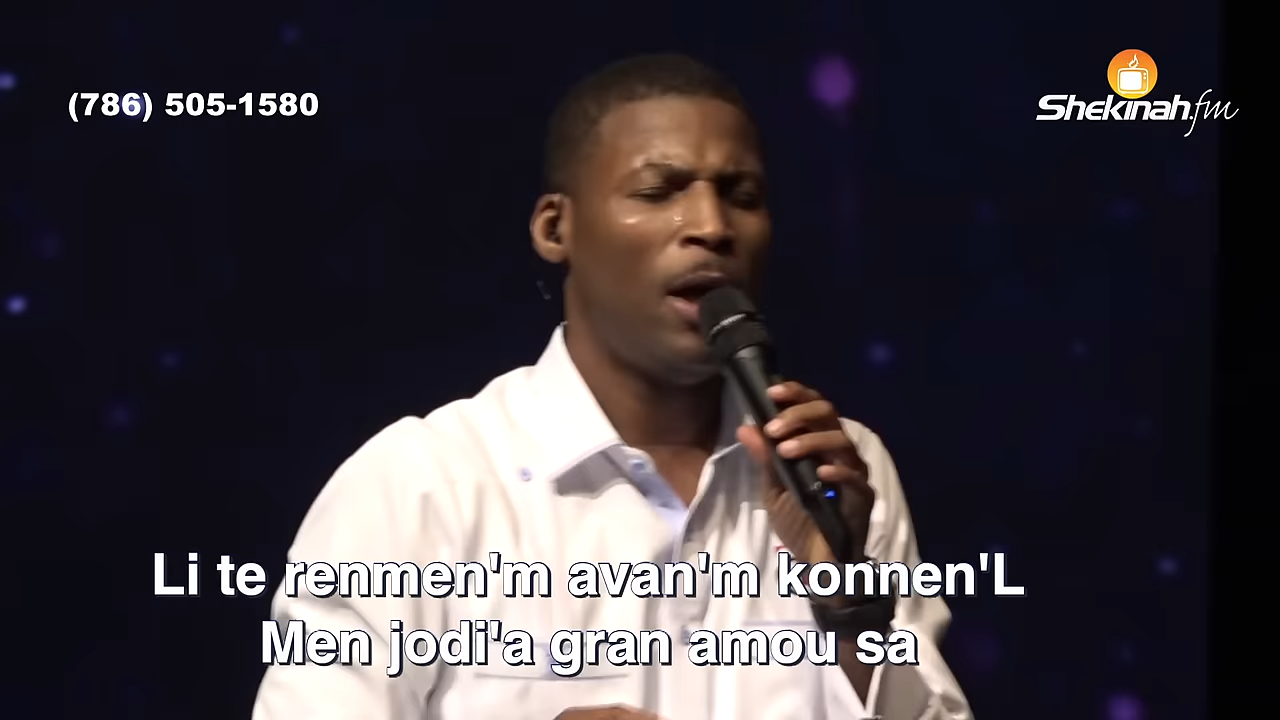 (786) 505-1580
Shekinah.fm
Li te renmen'm avan'm konnen'L
Men jodi'a gran amou sa